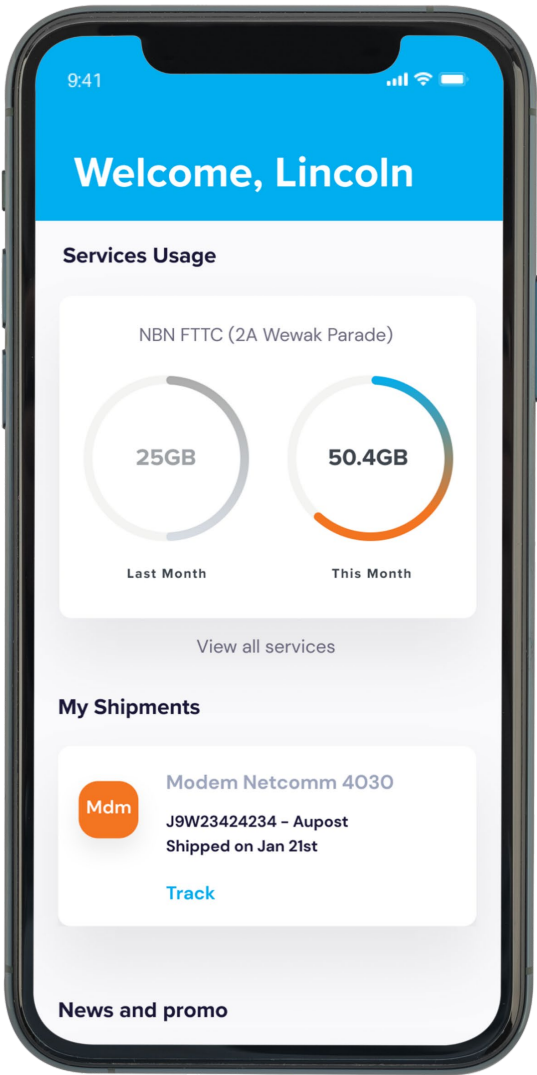 9:41
Welcome, Lincoln
Services Usage
NBN FTTC (2A Wewak Parade)
25GB
50.4GB
Last Month
This Month
View all services
My Shipments
Mdm
Modem Netcomm 4030
J9W23424234 – Aupost
Shipped on Jan 21st
Track
News and promo